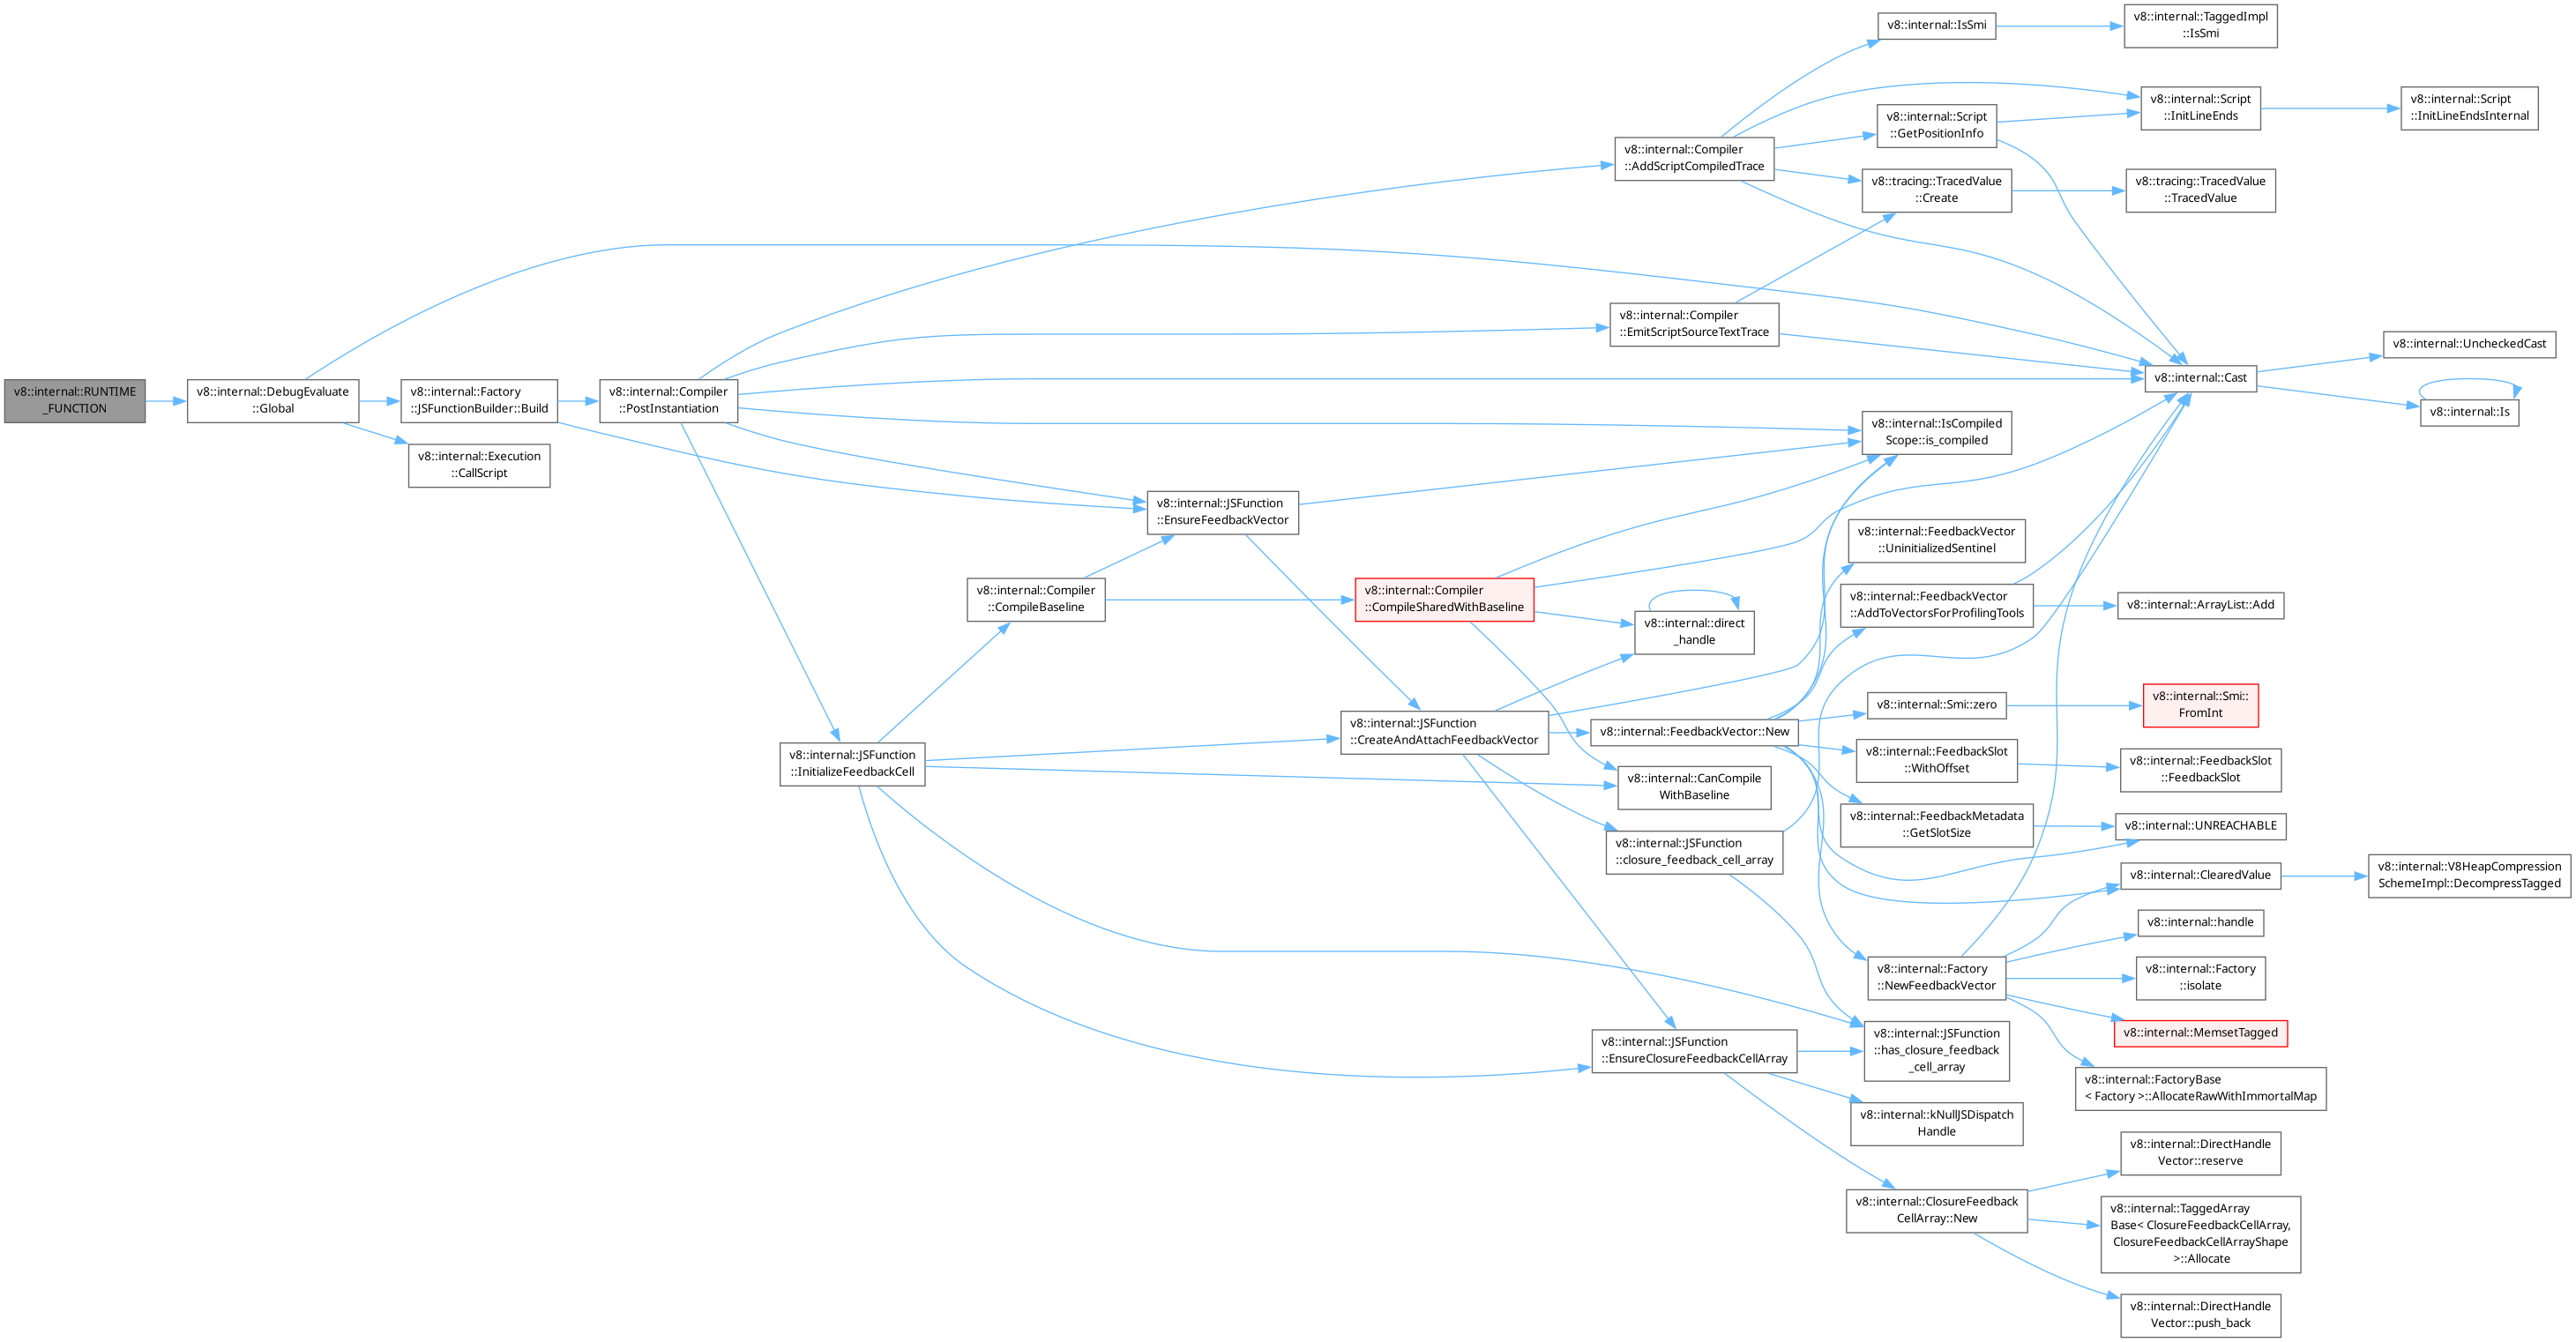 v8::internal::RUNTIME
_FUNCTION
v8::internal::DebugEvaluate
::Global
v8::internal::Factory
::JSFunctionBuilder::Build
v8::internal::Execution
::CallScript
v8::internal::Compiler
::PostInstantiation
v8::internal::JSFunction
::InitializeFeedbackCell
v8::internal::Compiler
::CompileBaseline
v8::internal::JSFunction
::EnsureFeedbackVector
v8::internal::Compiler
::CompileSharedWithBaseline
v8::internal::Compiler
::AddScriptCompiledTrace
v8::internal::Compiler
::EmitScriptSourceTextTrace
v8::internal::direct
_handle
v8::internal::JSFunction
::CreateAndAttachFeedbackVector
v8::internal::CanCompile
WithBaseline
v8::internal::JSFunction
::closure_feedback_cell_array
v8::internal::JSFunction
::EnsureClosureFeedbackCellArray
v8::internal::IsSmi
v8::internal::Script
::GetPositionInfo
v8::tracing::TracedValue
::Create
v8::internal::IsCompiled
Scope::is_compiled
v8::internal::FeedbackVector
::UninitializedSentinel
v8::internal::FeedbackVector
::AddToVectorsForProfilingTools
v8::internal::FeedbackVector::New
v8::internal::Smi::zero
v8::internal::FeedbackSlot
::WithOffset
v8::internal::FeedbackMetadata
::GetSlotSize
v8::internal::Factory
::NewFeedbackVector
v8::internal::JSFunction
::has_closure_feedback
_cell_array
v8::internal::kNullJSDispatch
Handle
v8::internal::ClosureFeedback
CellArray::New
v8::internal::TaggedImpl
::IsSmi
v8::internal::Script
::InitLineEnds
v8::tracing::TracedValue
::TracedValue
v8::internal::Cast
v8::internal::ArrayList::Add
v8::internal::Smi::
FromInt
v8::internal::FeedbackSlot
::FeedbackSlot
v8::internal::UNREACHABLE
v8::internal::ClearedValue
v8::internal::handle
v8::internal::Factory
::isolate
v8::internal::MemsetTagged
v8::internal::FactoryBase
< Factory >::AllocateRawWithImmortalMap
v8::internal::DirectHandle
Vector::reserve
v8::internal::TaggedArray
Base< ClosureFeedbackCellArray,
ClosureFeedbackCellArrayShape
>::Allocate
v8::internal::DirectHandle
Vector::push_back
v8::internal::Script
::InitLineEndsInternal
v8::internal::UncheckedCast
v8::internal::Is
v8::internal::V8HeapCompression
SchemeImpl::DecompressTagged